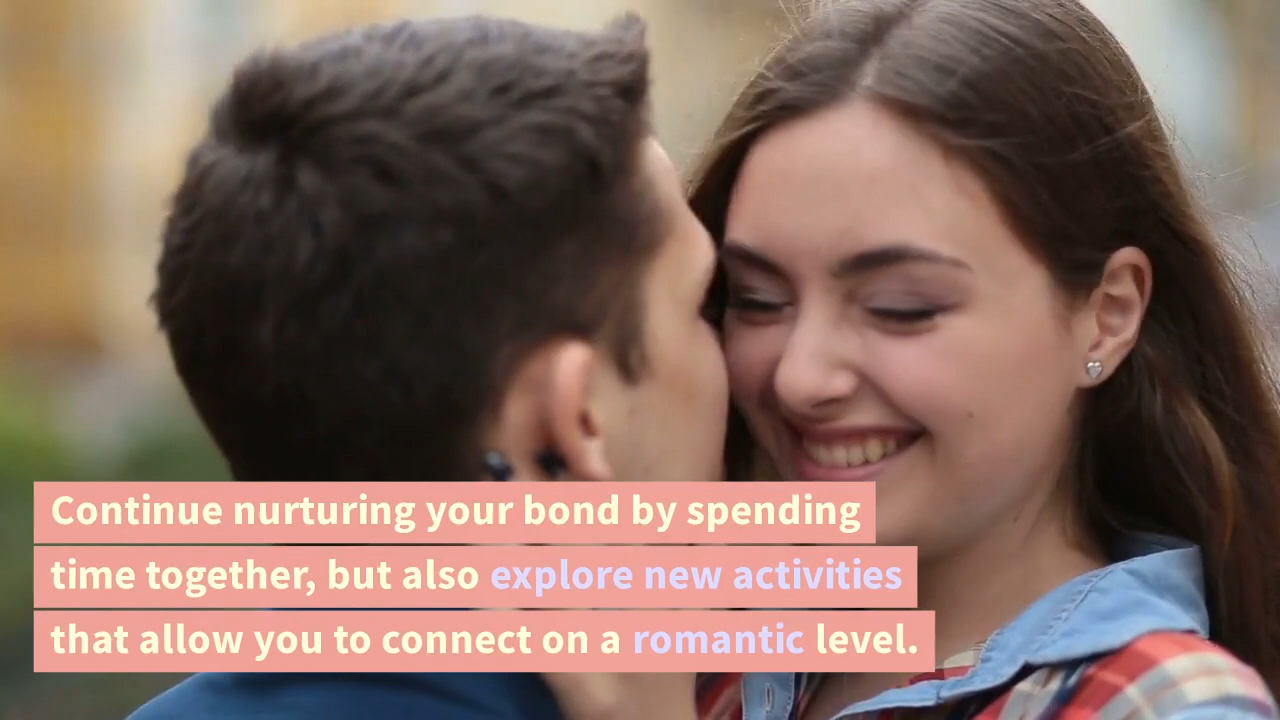 Continue nurturing your bond by spending
time together, but also explore new activities
that allow you to connect on a romantic level.